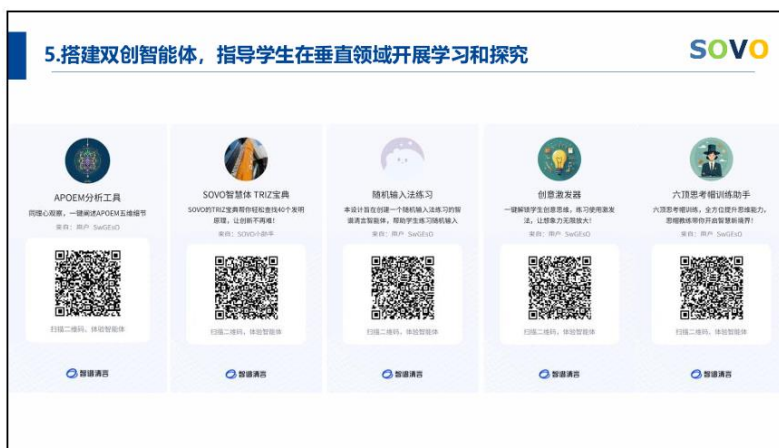 5.搭建双创智能体，指导学生在垂直领域开展学习和探究
SOVO
APOEM分析工具
同理心观察，一键阐述APOEM五维细节
来自：用户 SwGEsO
扫描二维码，体验智能体
智谱清言
SOVO智慧体 TRIZ宝典
SOVO的TRIZ宝典帮你轻松查找40个发明
原理，让创新不再难！
来自：SOVO小助手
扫描二维码，体验智能体
智谱清言
随机输入法练习
本设计旨在创建一个随机输入法练习的智
谱清言智能体，帮助学生练习随机输入
来自：用户 SwGEsO
扫描二维码，体验智能体
智谱清言
创意激发器
一键解锁学生创意思维，练习使用激发
法，让想象力无限放大！
来自：用户 SwGEsO
扫描二维码，体验智能体
智谱清言
六顶思考帽训练助手
六顶思考帽训练，全方位提升思维能力。
思维教练带你开启智慧新境界！
来自：用户 SwGEsO
扫描二维码，体验智能体
智谱清言